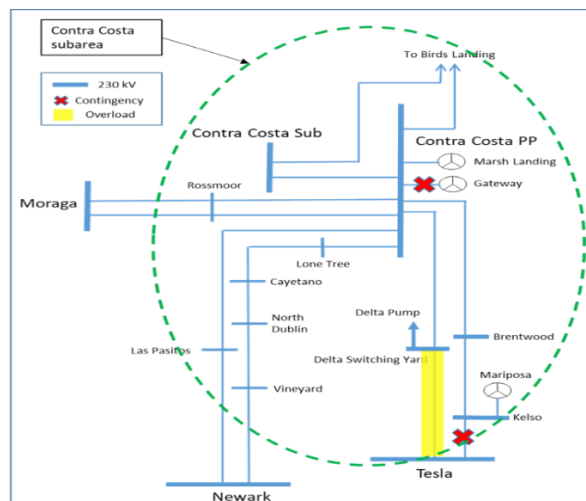 Contra Costa
subarea
230 kV
Contingency
Overload
To Birds Landing
Contra Costa Sub
Contra Costa PP
Marsh Landing
Gateway
Rossmoor
Moraga
Lone Tree
Cayetano
Delta Pump
North
Dublin
Brentwood
Las Pasitos
Delta Switching Yard
Mariposa
Vineyard
Kelso
Tesla
Newark